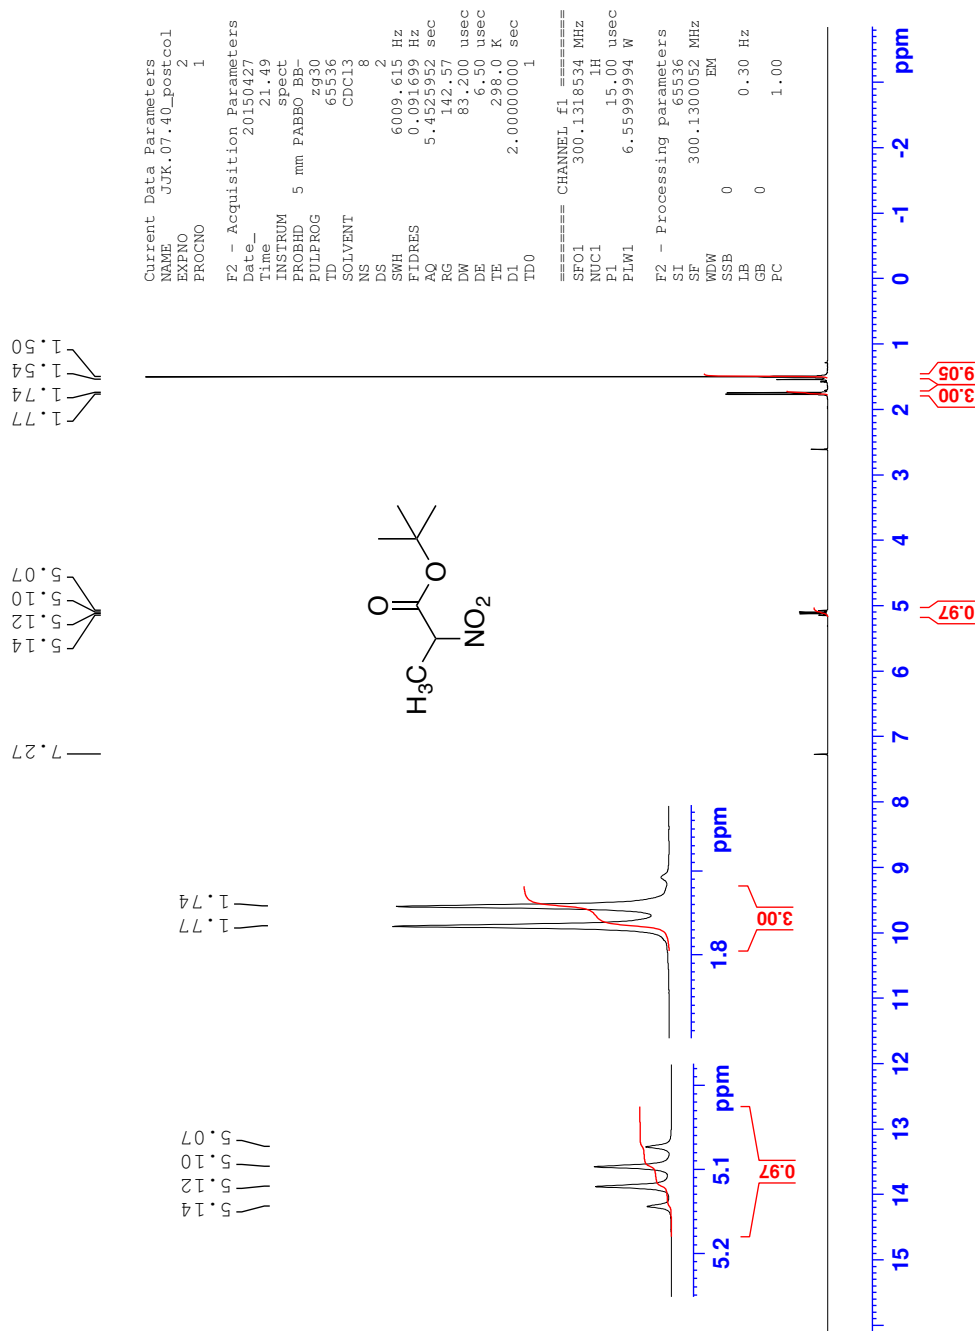 Current Data Parameters
NAME JJK.07.40_postcol
EXPNO 2
PROCNO 1
F2 - Acquisition Parameters
Date_ 20150427
Time 21.49
INSTRUM spect
PROBHD 5 mm PABBO BB-
PULPROG zg30
TD 65536
SOLVENT CDCl3
NS 8
DS 2
SWH 6009.615 Hz
FIDRES 0.091699 Hz
AQ 5.4525952 sec
RG 142.57
DW 83.200 usec
DE 6.50 usec
TE 298.0 K
D1 2.00000000 sec
TD0 1
======== CHANNEL f1 ========
SFO1 300.1318534 MHz
NUC1 1H
P1 15.00 usec
PLW1 6.55999994 W
F2 - Processing parameters
SI 65536
SF 300.1300052 MHz
WDW EM
SSB 0
LB 0.30 Hz
GB 0
PC 1.00
7.27
5.14
5.12
5.10
5.07
1.77
1.74
1.54
1.50
O
O
H3C
NO2
5.14
5.12
5.10
5.07
5.2 5.1 ppm
0.97
1.77
1.74
1.8 ppm
3.00
15 14 13 12 11 10 9 8 7 6 5 4 3 2 1 0 -1 -2 ppm
0.97
3.00
9.05